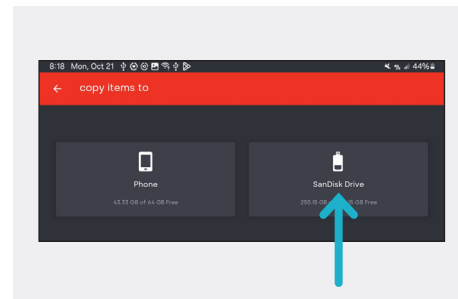 8:18 Mon, Oct 21 44%
copy items to
Phone
43.33 GB of 64 GB Free
SanDisk Drive
250.15 GB GB Free